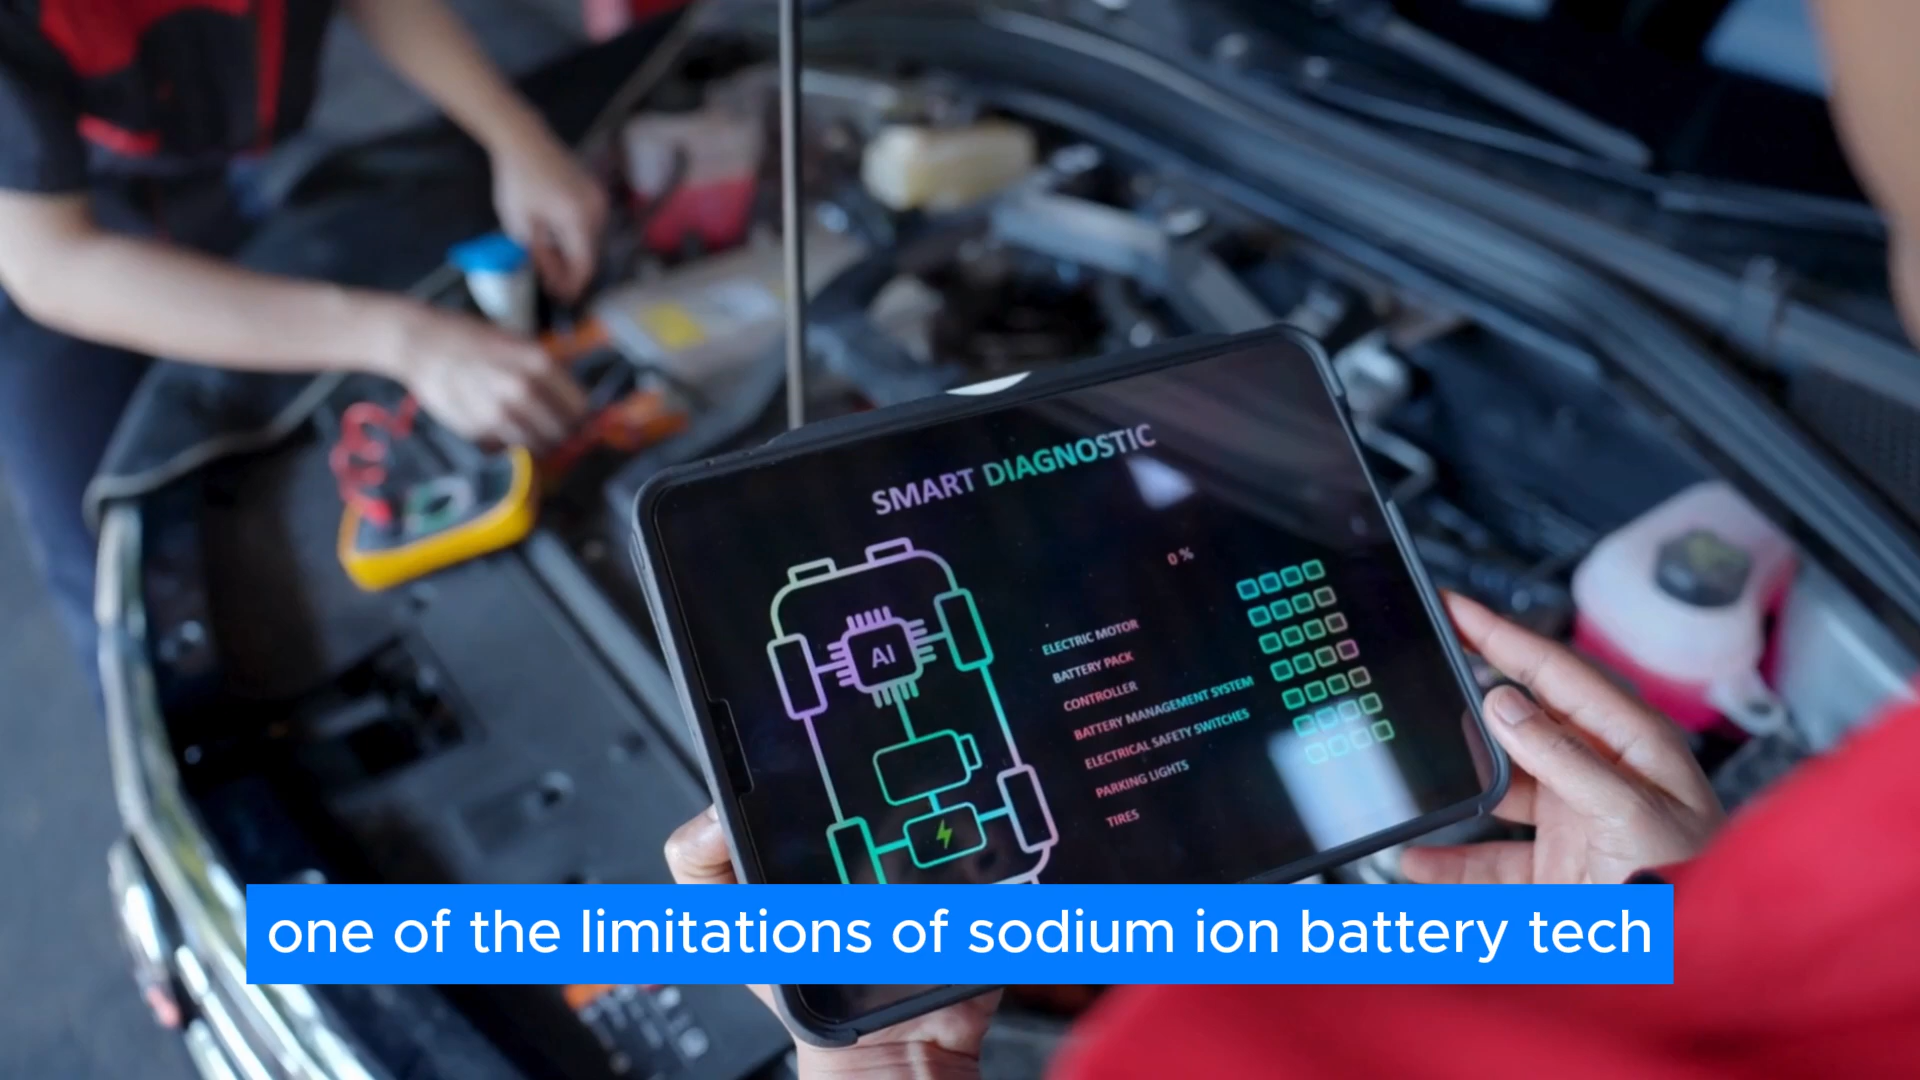 SMART DIAGNOSTIC
0 %
AI
ELECTRIC MOTOR
BATTERY PACK
CONTROLLER
BATTERY MANAGEMENT SYSTEM
ELECTRICAL SAFETY SWITCHES
PARKING LIGHTS
TIRES
one of the limitations of sodium ion battery tech